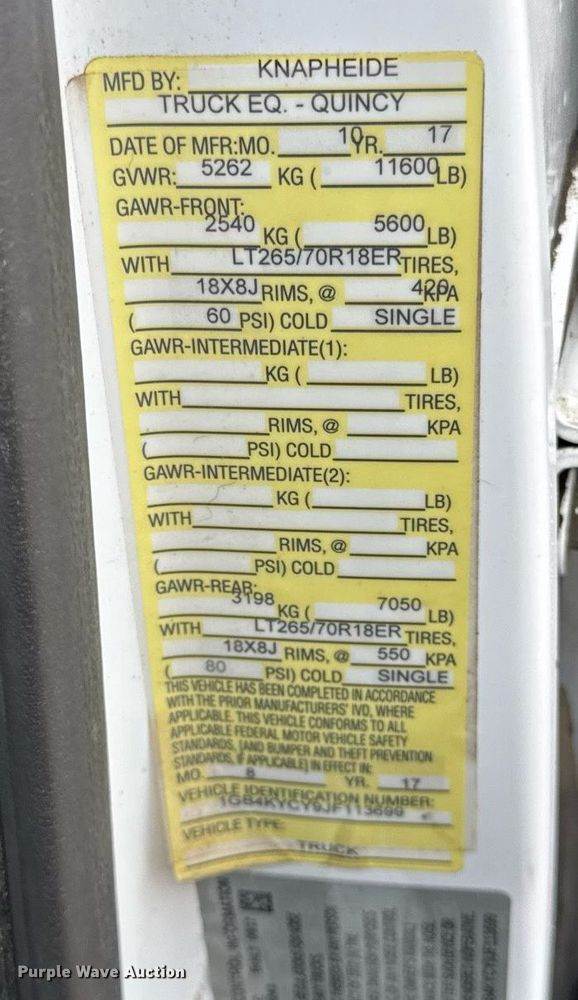 MFD BY: KNAPHEIDE
TRUCK EQ. - QUINCY
DATE OF MFR:MO. 10 YR. 17
GVWR: 5262 KG ( 11600 LB)
GAWR-FRONT:
2540 KG ( 5600 LB)
WITH LT265/70R18ER TIRES,
18X8J RIMS, @ 420 KPA
( 60 PSI) COLD SINGLE
GAWR-INTERMEDIATE(1):
KG ( LB)
WITH TIRES,
RIMS, @ KPA
( PSI) COLD
GAWR-INTERMEDIATE(2):
KG ( LB)
WITH TIRES,
RIMS, @ KPA
( PSI) COLD
GAWR-REAR:
3198 KG ( 7050 LB)
WITH LT265/70R18ER TIRES,
18X8J RIMS, @ 550 KPA
( 80 PSI) COLD SINGLE
THIS VEHICLE HAS BEEN COMPLETED IN ACCORDANCE
WITH THE PRIOR MANUFACTURERS' IVD, WHERE
APPLICABLE. THIS VEHICLE CONFORMS TO ALL
APPLICABLE FEDERAL MOTOR VEHICLE SAFETY
STANDARDS, [AND BUMPER AND THEFT PREVENTION
STANDARDS, IF APPLICABLE] IN EFFECT IN:
MO. 8 YR. 17
VEHICLE IDENTIFICATION NUMBER:
1GB4KYCY9JF113699
VEHICLE TYPE:
TRUCK
Purple Wave Auction